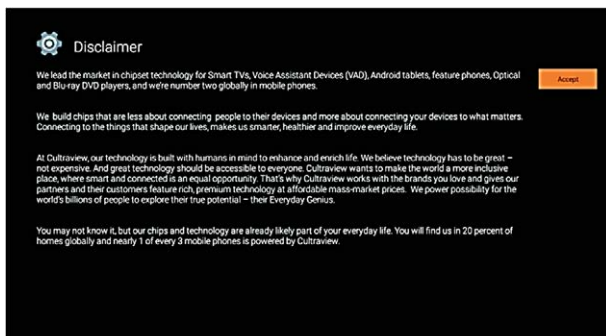 Disclaimer
We lead the market in chipset technology for Smart TVs, Voice Assistant Devices (VAD), Android tablets, feature phones, Optical
and Blu-ray DVD players, and we're number two globally in mobile phones.
Accept
We build chips that are less about connecting people to their devices and more about connecting your devices to what matters.
Connecting to the things that shape our lives, makes us smarter, healthier and improve everyday life.
At Cultraview, our technology is built with humans in mind to enhance and enrich life. We believe technology has to be great –
not expensive. And great technology should be accessible to everyone. Cultraview wants to make the world a more inclusive
place, where smart and connected is an equal opportunity. That's why Cultraview works with the brands you love and gives our
partners and their customers feature rich, premium technology at affordable mass-market prices. We power possibility for the
world's billions of people to explore their true potential – their Everyday Genius.
You may not know it, but our chips and technology are already likely part of your everyday life. You will find us in 20 percent of
homes globally and nearly 1 of every 3 mobile phones is powered by Cultraview.